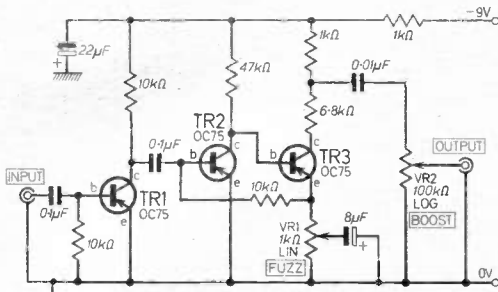 -9V
1kΩ
1kΩ
22µF
+
10kΩ
47kΩ
0·01µF
6·8kΩ
TR2
OC75
0·1µF
b
c
e
TR3
OC75
b
c
e
INPUT
0·1µF
b
c
e
TR1
OC75
10kΩ
10kΩ
VR1
1kΩ
LIN
FUZZ
8µF
+
VR2
100kΩ
LOG
BOOST
OUTPUT
0V